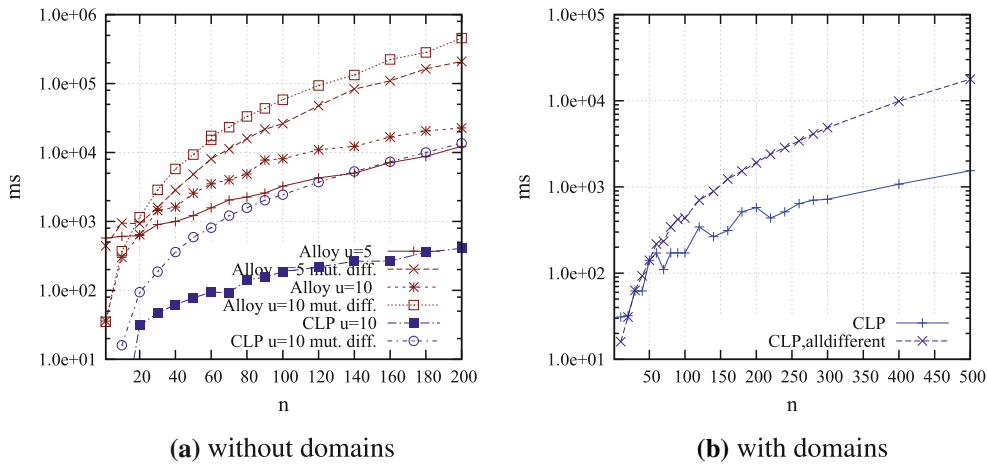 1.0e+06
1.0e+05
1.0e+04
1.0e+03
1.0e+02
1.0e+01
ms
Alloy u=5
Alloy u=5 mut. diff.
Alloy u=10
Alloy u=10 mut. diff.
CLP u=10
CLP u=10 mut. diff.
20 40 60 80 100 120 140 160 180 200
n
(a) without domains
1.0e+05
1.0e+04
1.0e+03
1.0e+02
1.0e+01
ms
CLP
CLP,alldifferent
50 100 150 200 250 300 350 400 450 500
n
(b) with domains